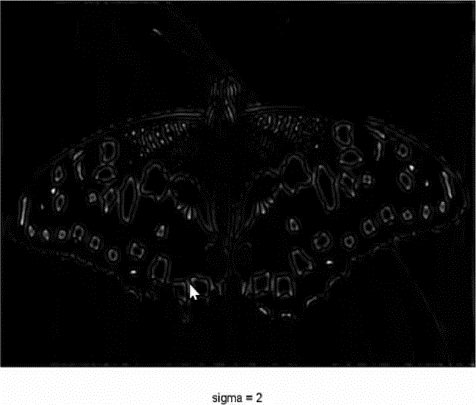 sigma = 2